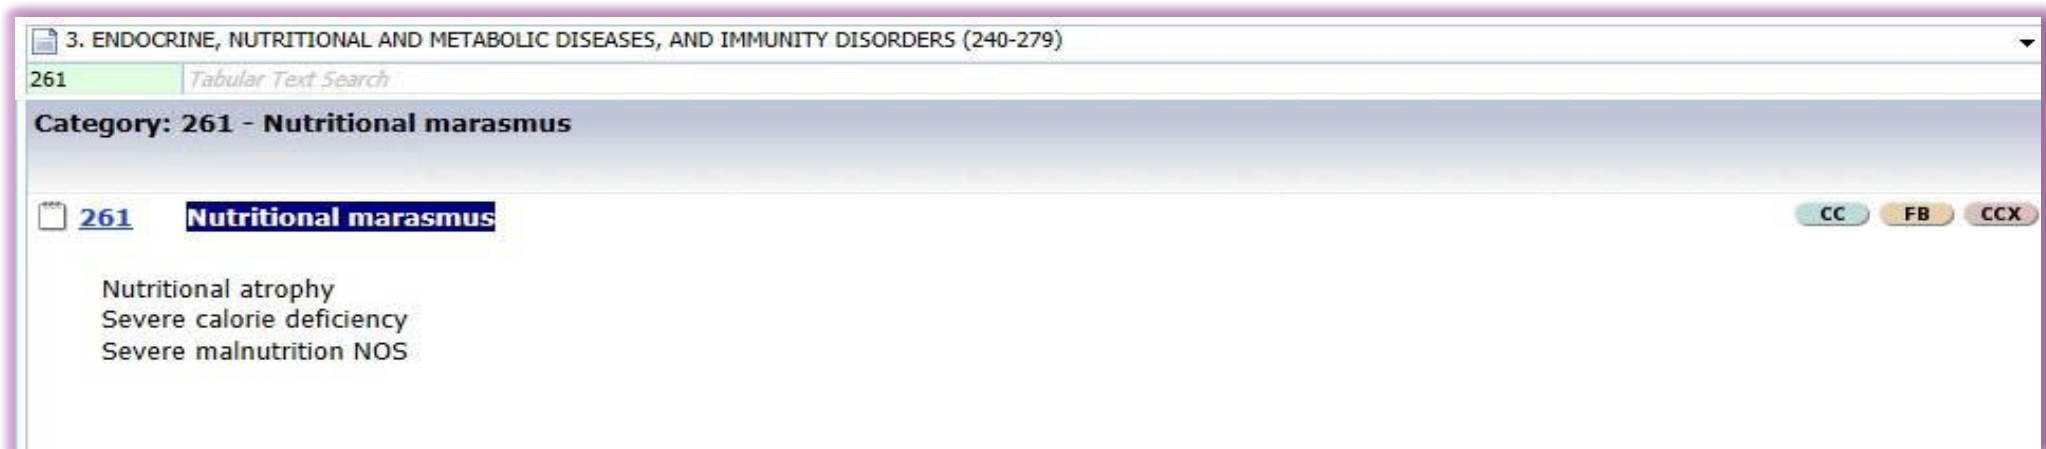 3. ENDOCRINE, NUTRITIONAL AND METABOLIC DISEASES, AND IMMUNITY DISORDERS (240-279)
261 Tabular Text Search
Category: 261 - Nutritional marasmus
261 Nutritional marasmus CC FB CCX
Nutritional atrophy
Severe calorie deficiency
Severe malnutrition NOS